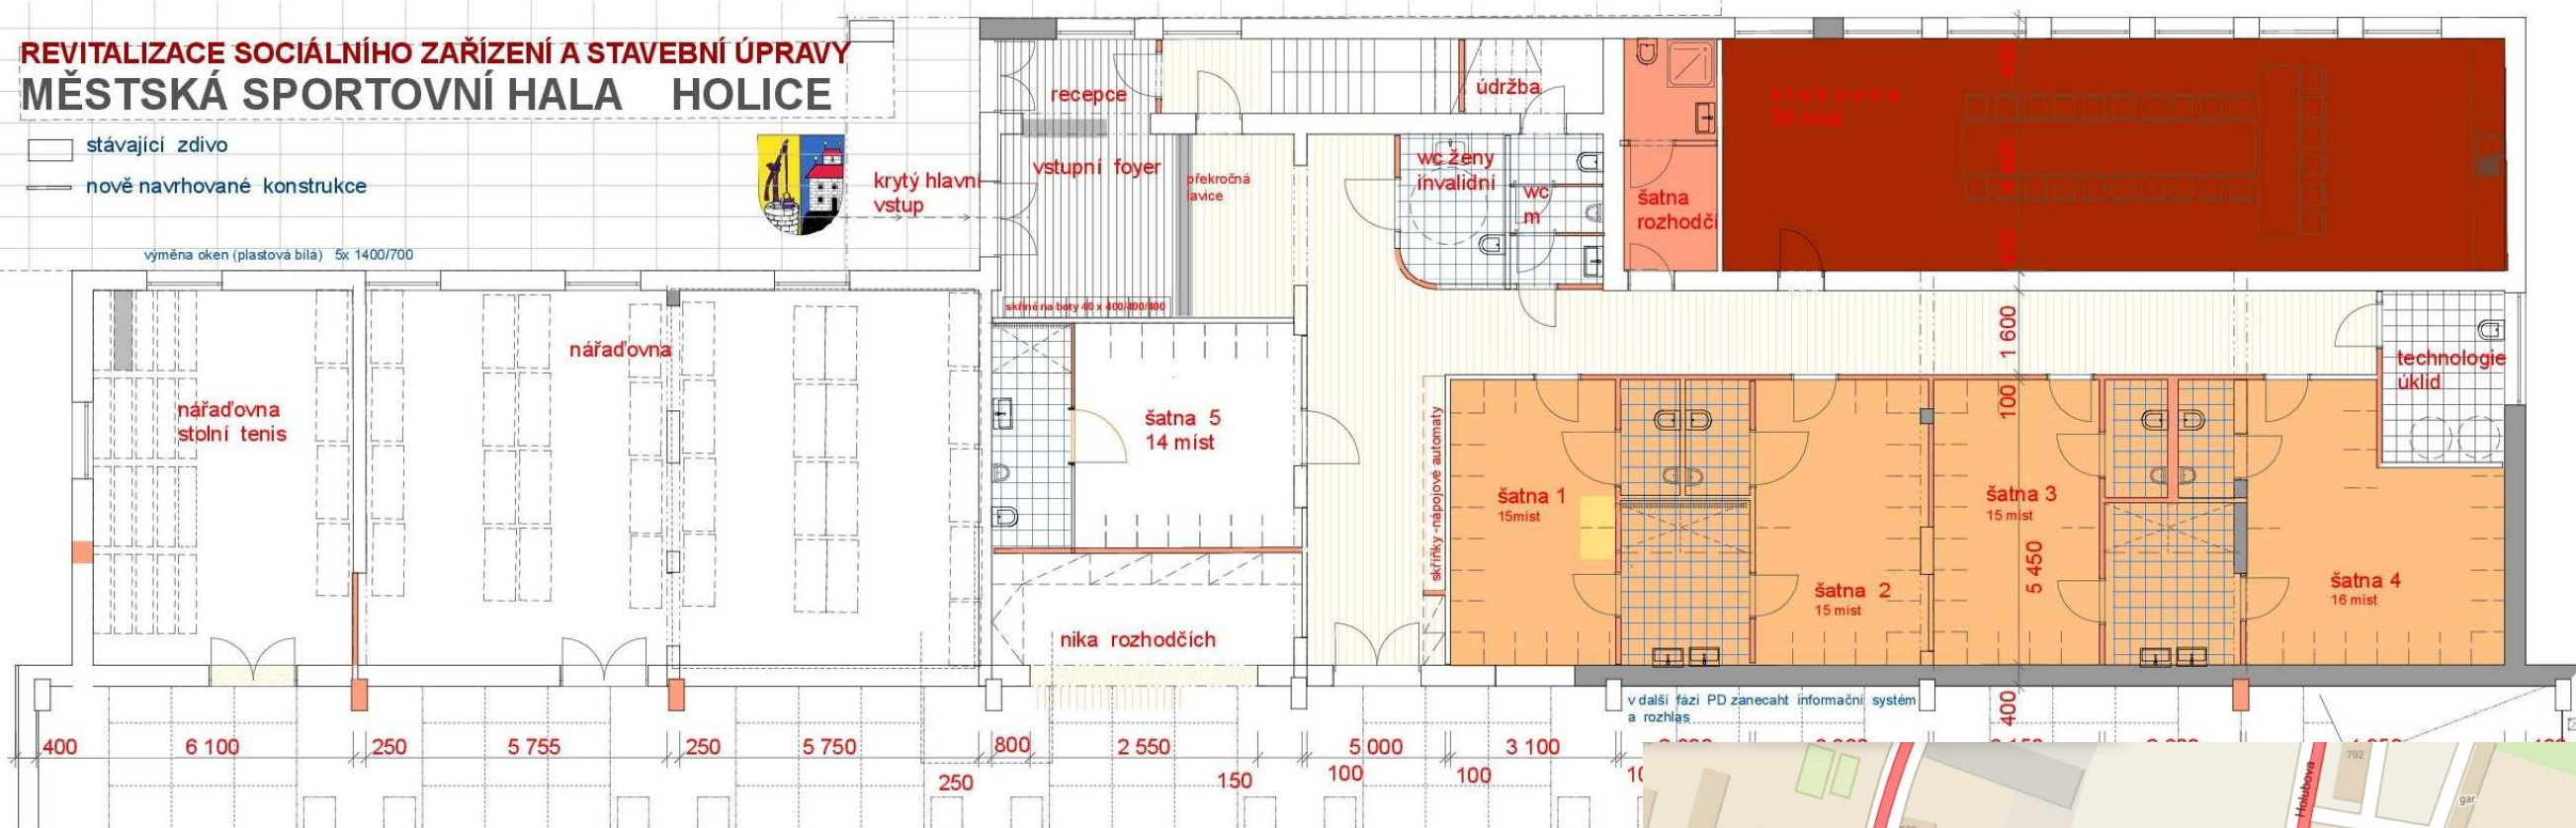 REVITALIZACE SOCIÁLNÍHO ZAŘÍZENÍ A STAVEBNÍ ÚPRAVY
MĚSTSKÁ SPORTOVNÍ HALA HOLICE
stávající zdivo
nově navrhované konstrukce
výměna oken (plastová bílá) 5x 1400/700
krytý hlavní
vstup
recepce
vstupní foyer
překročná
lavice
skříně na boty 40 x 400/400/400
údržba
wc ženy
invalidní
wc
m
šatna
rozhodčí
nářaďovna
stolní tenis
nářaďovna
šatna 5
14 míst
nika rozhodčích
skříňky -nápojové automaty
šatna 1
15míst
šatna 2
15 míst
šatna 3
15 míst
šatna 4
16 míst
technologie
úklid
1 600
100
5 450
400
v další fázi PD zanecaht informační systém
a rozhlas
400
6 100
250
5 755
250
5 750
250
800
2 550
150
5 000
100
3 100
100
Holubova
792
gar.